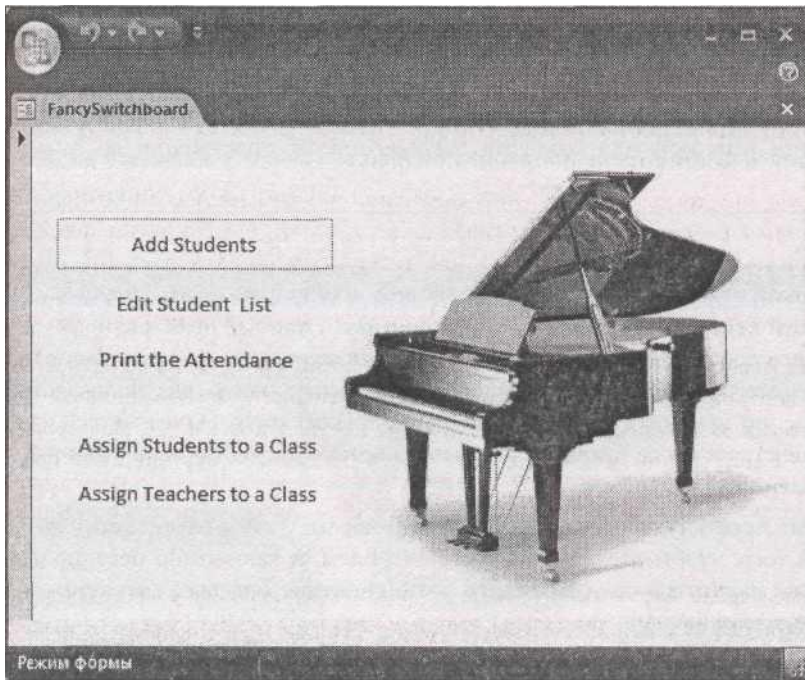 FancySwitchboard
Add Students
Edit Student List
Print the Attendance
Assign Students to a Class
Assign Teachers to a Class
Режим формы